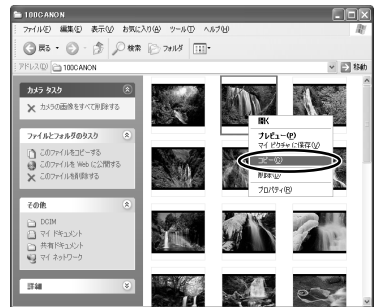 100CANON
ファイル(F) 編集(E) 表示(V) お気に入り(A) ツール(T) ヘルプ(H)
戻る 検索 フォルダ
アドレス(D) 100CANON 移動
カメラ タスク
カメラの画像をすべて削除する
ファイルとフォルダのタスク
このファイルをコピーする
このファイルを Web に公開する
このファイルを削除する
その他
DCIM
マイ ドキュメント
共有ドキュメント
マイ ネットワーク
詳細
開く
プレビュー(P)
マイ ピクチャ に保存(V)
コピー(C)
削除(D)
プロパティ(R)